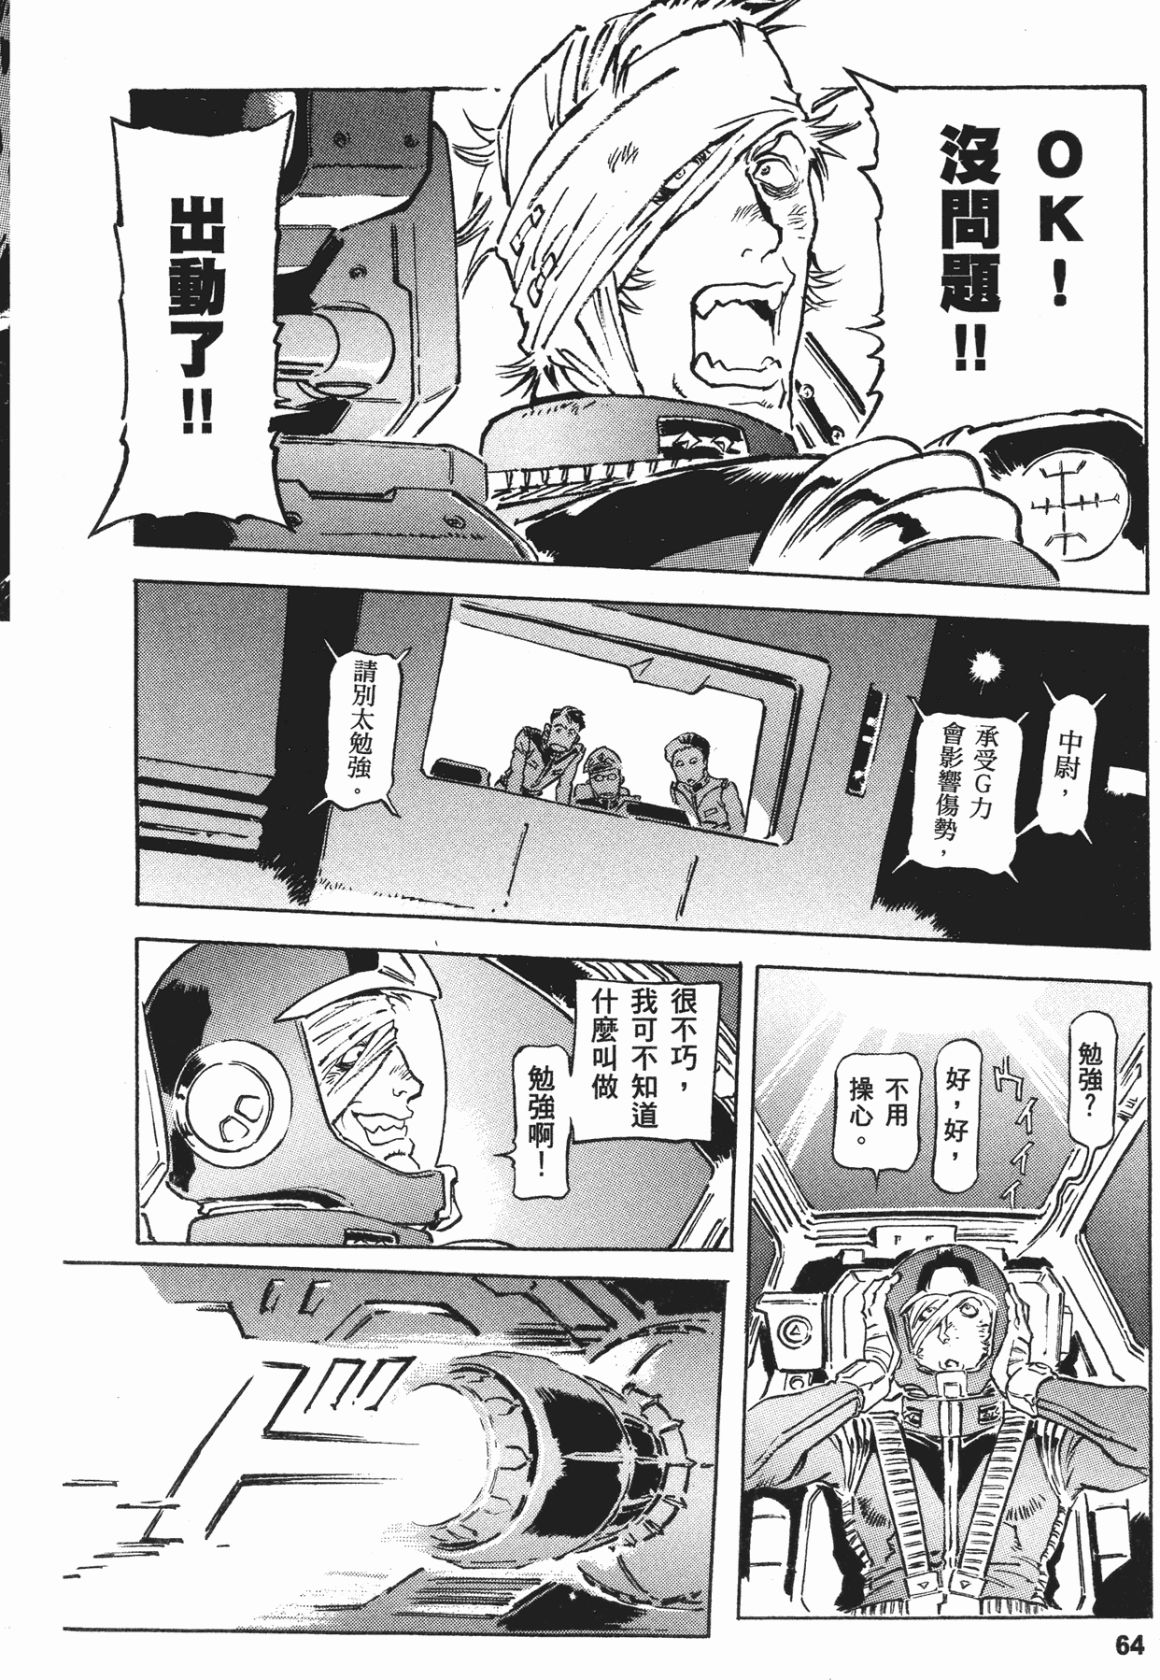 OK!
沒問題!!
出動了!!
中尉，
承受G力
會影響傷勢，
請別太勉強。
勉強?
好，好，
不用
操心。
ウイイイィ
很不巧，
我可不知道
什麼叫做
勉強啊!
64